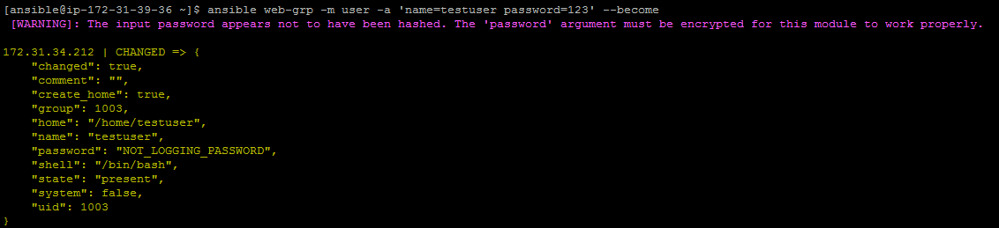 [ansible@ip-172-31-39-36 ~]$ ansible web-grp -m user -a 'name=testuser password=123' --become
[WARNING]: The input password appears not to have been hashed. The 'password' argument must be encrypted for this module to work properly.
172.31.34.212 | CHANGED => {
    "changed": true,
    "comment": "",
    "create_home": true,
    "group": 1003,
    "home": "/home/testuser",
    "name": "testuser",
    "password": "NOT_LOGGING_PASSWORD",
    "shell": "/bin/bash",
    "state": "present",
    "system": false,
    "uid": 1003
}